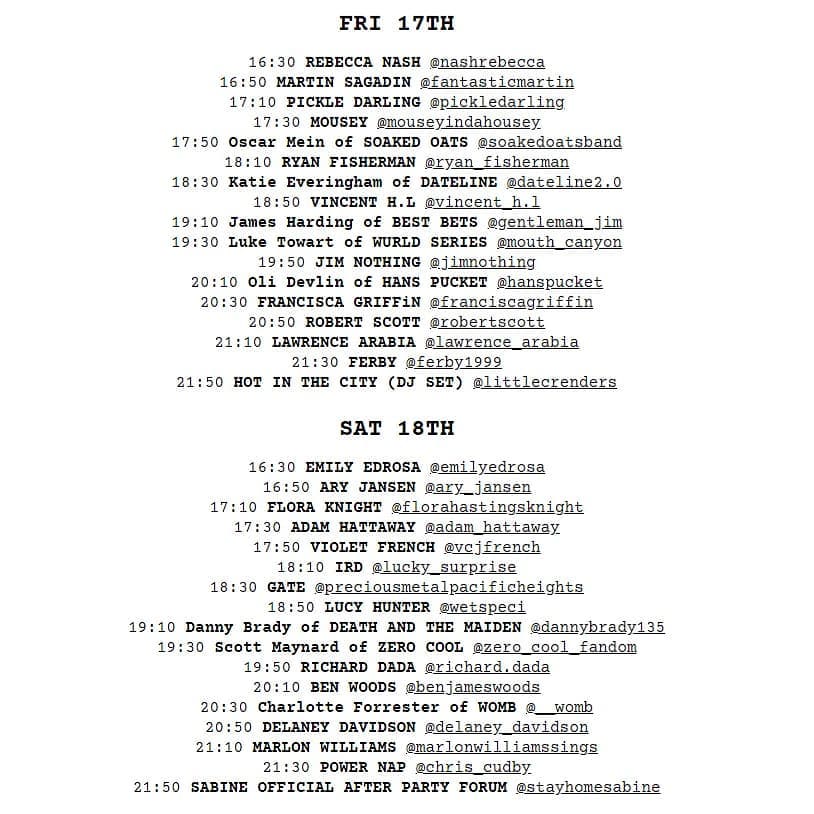 FRI 17TH
16:30 REBECCA NASH @nashrebecca
16:50 MARTIN SAGADIN @fantasticmartin
17:10 PICKLE DARLING @pickledarling
17:30 MOUSEY @mouseyindahousey
17:50 Oscar Mein of SOAKED OATS @soakedoatsband
18:10 RYAN FISHERMAN @ryan_fisherman
18:30 Katie Everingham of DATELINE @dateline2.0
18:50 VINCENT H.L @vincent_h.l
19:10 James Harding of BEST BETS @gentleman_jim
19:30 Luke Towart of WURLD SERIES @mouth_canyon
19:50 JIM NOTHING @jimnothing
20:10 Oli Devlin of HANS PUCKET @hanspucket
20:30 FRANCISCA GRIFFiN @franciscagriffin
20:50 ROBERT SCOTT @robertscott
21:10 LAWRENCE ARABIA @lawrence_arabia
21:30 FERBY @ferby1999
21:50 HOT IN THE CITY (DJ SET) @littlecrenders
SAT 18TH
16:30 EMILY EDROSA @emilyedrosa
16:50 ARY JANSEN @ary_jansen
17:10 FLORA KNIGHT @florahastingsknight
17:30 ADAM HATTAWAY @adam_hattaway
17:50 VIOLET FRENCH @vcjfrench
18:10 IRD @lucky_surprise
18:30 GATE @preciousmetalpacificheights
18:50 LUCY HUNTER @wetspeci
19:10 Danny Brady of DEATH AND THE MAIDEN @dannybrady135
19:30 Scott Maynard of ZERO COOL @zero_cool_fandom
19:50 RICHARD DADA @richard.dada
20:10 BEN WOODS @benjameswoods
20:30 Charlotte Forrester of WOMB @__womb
20:50 DELANEY DAVIDSON @delaney_davidson
21:10 MARLON WILLIAMS @marlonwilliamssings
21:30 POWER NAP @chris_cudby
21:50 SABINE OFFICIAL AFTER PARTY FORUM @stayhomesabine